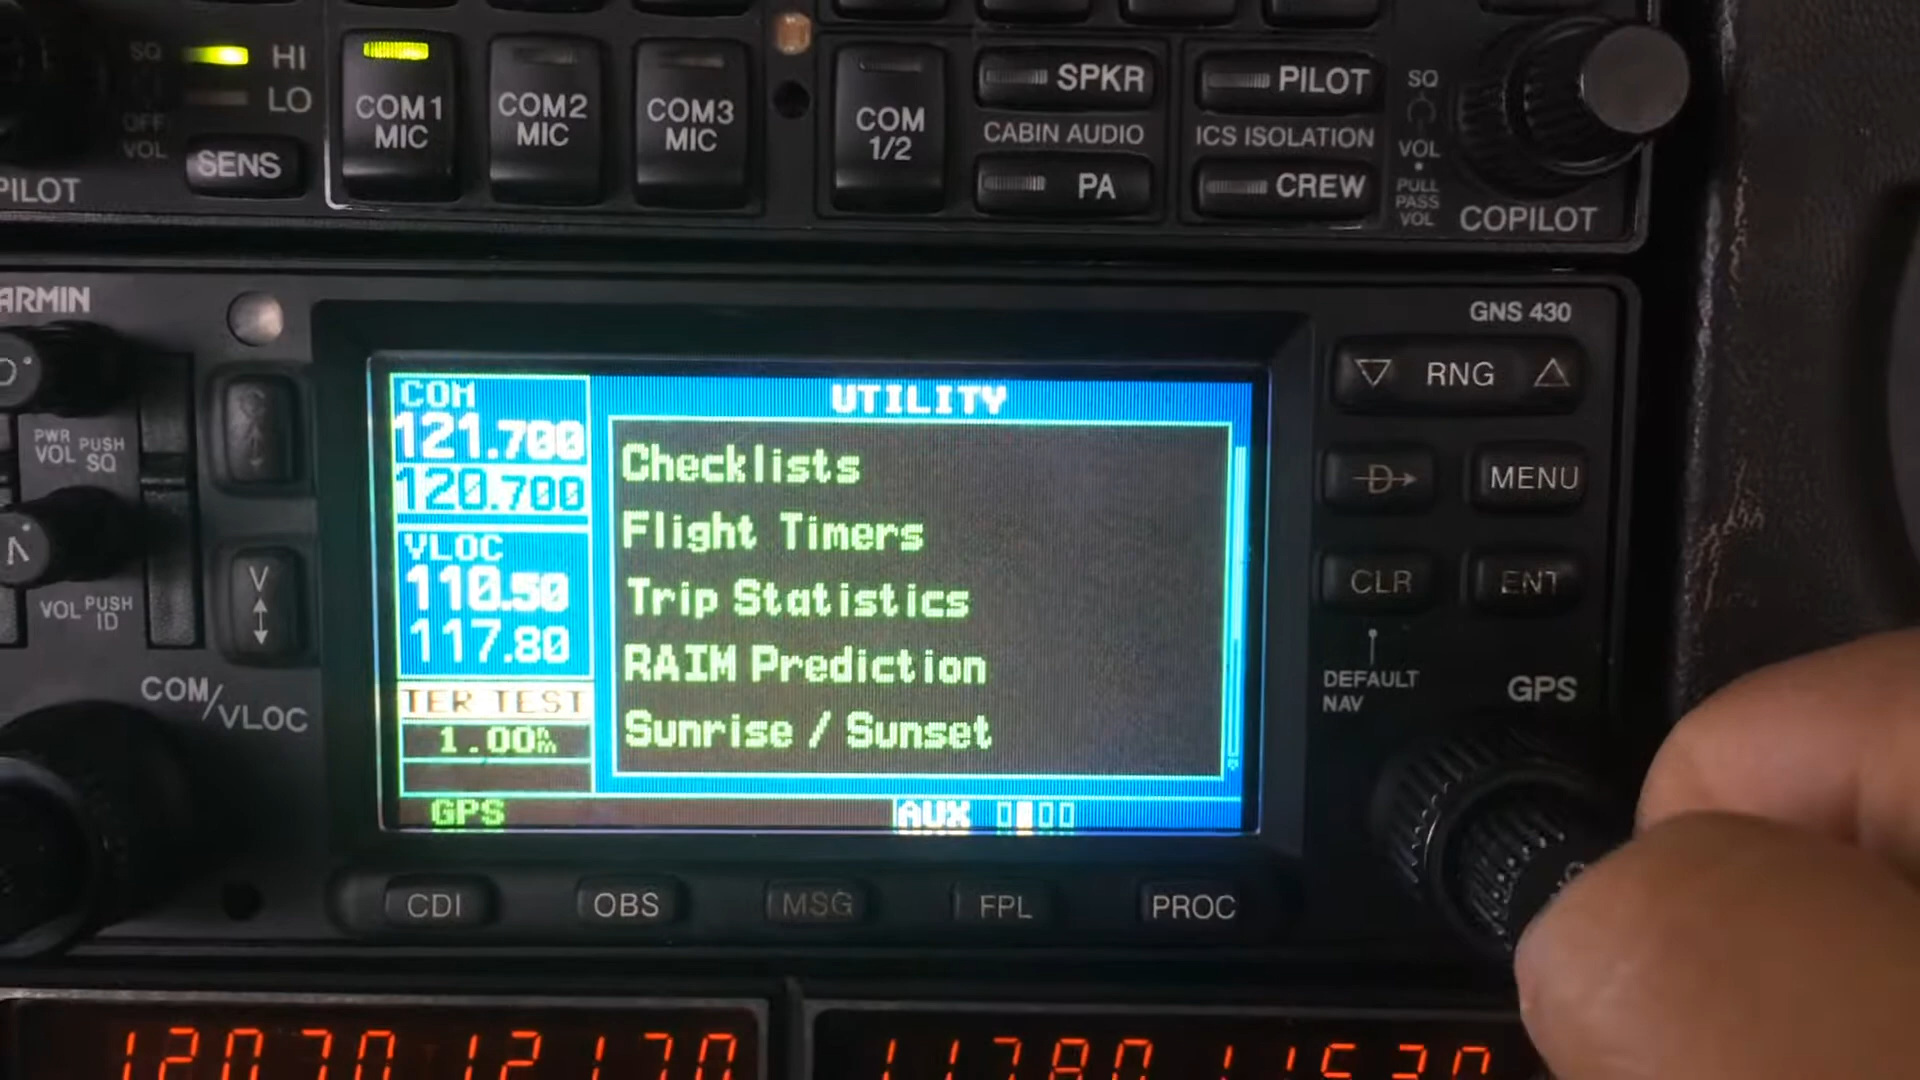 SQ
OFF
VOL
HI
LO
SENS
PILOT
COM1
MIC
COM2
MIC
COM3
MIC
COM
1/2
SPKR
CABIN AUDIO
PA
PILOT
ICS ISOLATION
CREW
SQ
VOL
PULL
PASS
VOL
COPILOT
ARMIN
GNS 430
PWR
VOL
PUSH
SQ
VOL
PUSH
ID
COM/VLOC
V
COM
121.700
120.700
VLOC
110.50
117.80
TER TEST
1.00nm
GPS
UTILITY
Checklists
Flight Timers
Trip Statistics
RAIM Prediction
Sunrise / Sunset
AUX
RNG
D
MENU
CLR
ENT
DEFAULT
NAV
GPS
CDI
OBS
MSG
FPL
PROC
12070 12170
11780